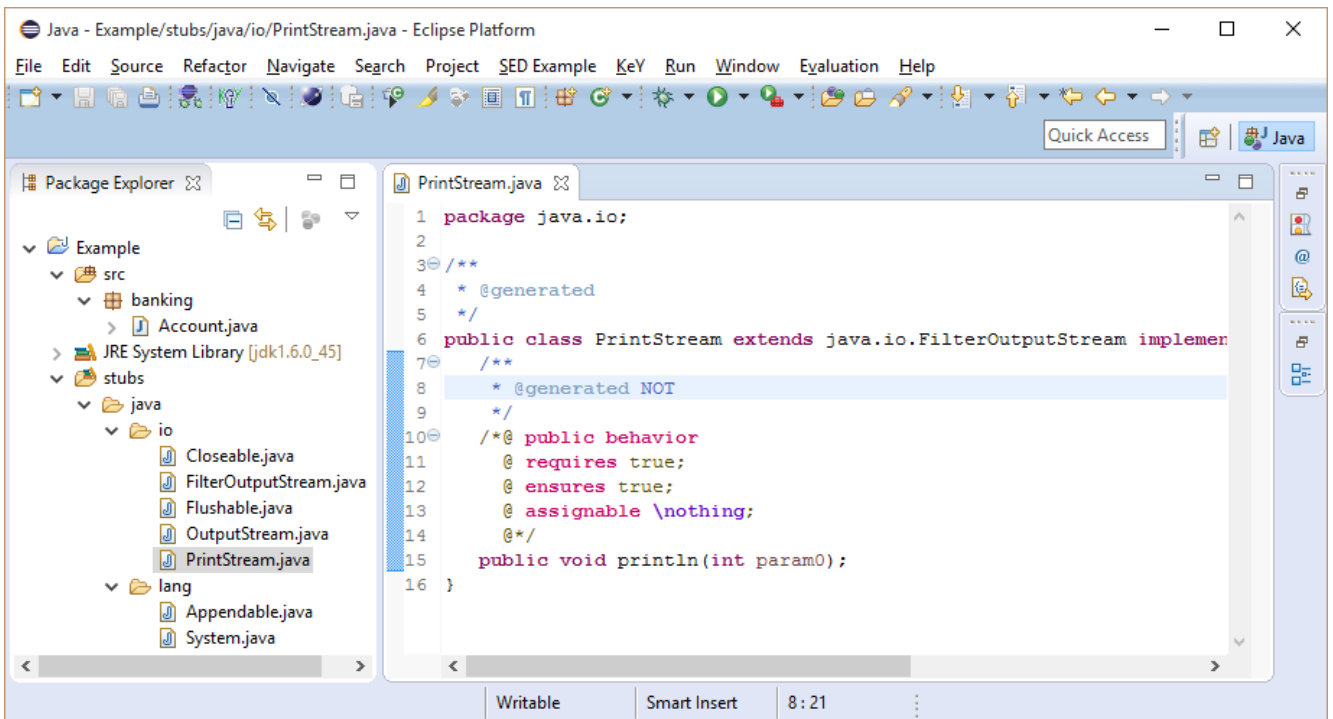 Java - Example/stubs/java/io/PrintStream.java - Eclipse Platform
File Edit Source Refactor Navigate Search Project SED Example KeY Run Window Evaluation Help
Quick Access
Java
Package Explorer
Example
src
banking
Account.java
JRE System Library [jdk1.6.0_45]
stubs
java
io
Closeable.java
FilterOutputStream.java
Flushable.java
OutputStream.java
PrintStream.java
lang
Appendable.java
System.java
PrintStream.java
1 package java.io;
2
3 /**
4 * @generated
5 */
6 public class PrintStream extends java.io.FilterOutputStream implemen
7 /**
8 * @generated NOT
9 */
10 /*@ public behavior
11 @ requires true;
12 @ ensures true;
13 @ assignable \nothing;
14 @*/
15 public void println(int param0);
16 }
Writable Smart Insert 8 : 21